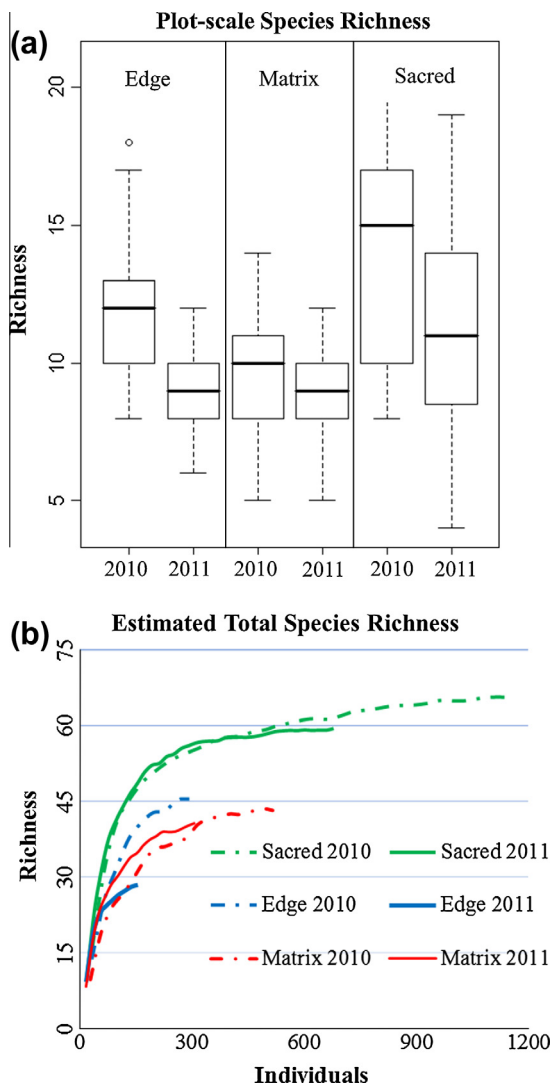 Plot-scale Species Richness
(a)
Edge Matrix Sacred
Richness
20
15
10
5
2010 2011 2010 2011 2010 2011
(b)
Estimated Total Species Richness
Richness
75
60
45
30
15
0
Sacred 2010 Sacred 2011
Edge 2010 Edge 2011
Matrix 2010 Matrix 2011
0 300 600 900 1200
Individuals